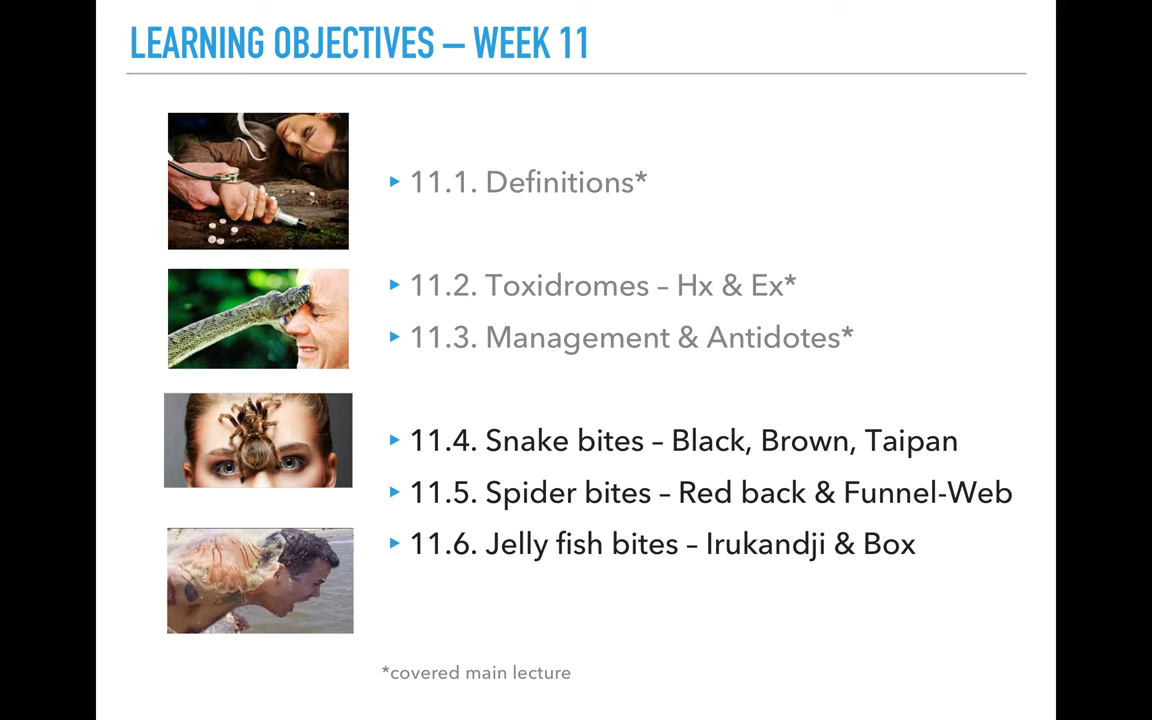 LEARNING OBJECTIVES – WEEK 11
11.1. Definitions*
11.2. Toxidromes – Hx & Ex*
11.3. Management & Antidotes*
11.4. Snake bites – Black, Brown, Taipan
11.5. Spider bites – Red back & Funnel-Web
11.6. Jelly fish bites – Irukandji & Box
*covered main lecture